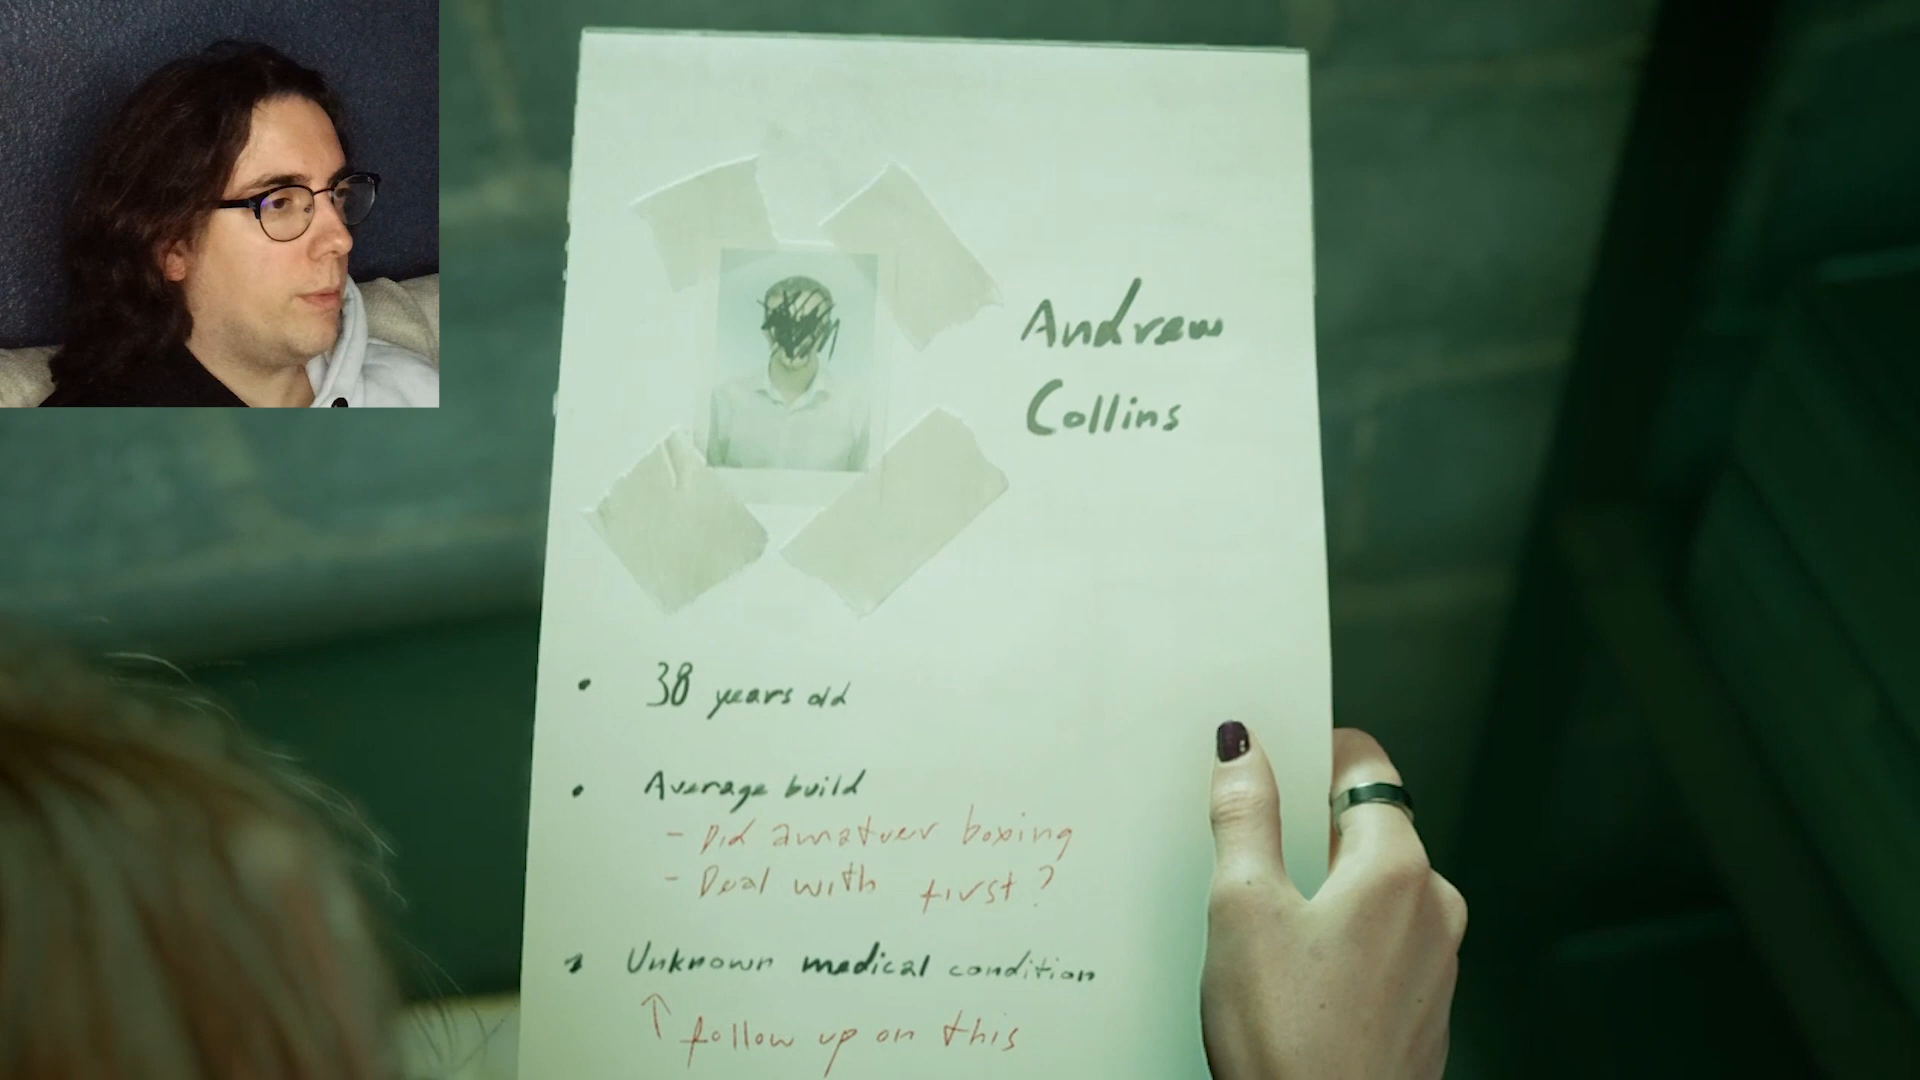 Andrew
Collins
38 years old
Average build
- Did amatuer boxing
- Deal with first?
Unknown medical condition
↑ follow up on this